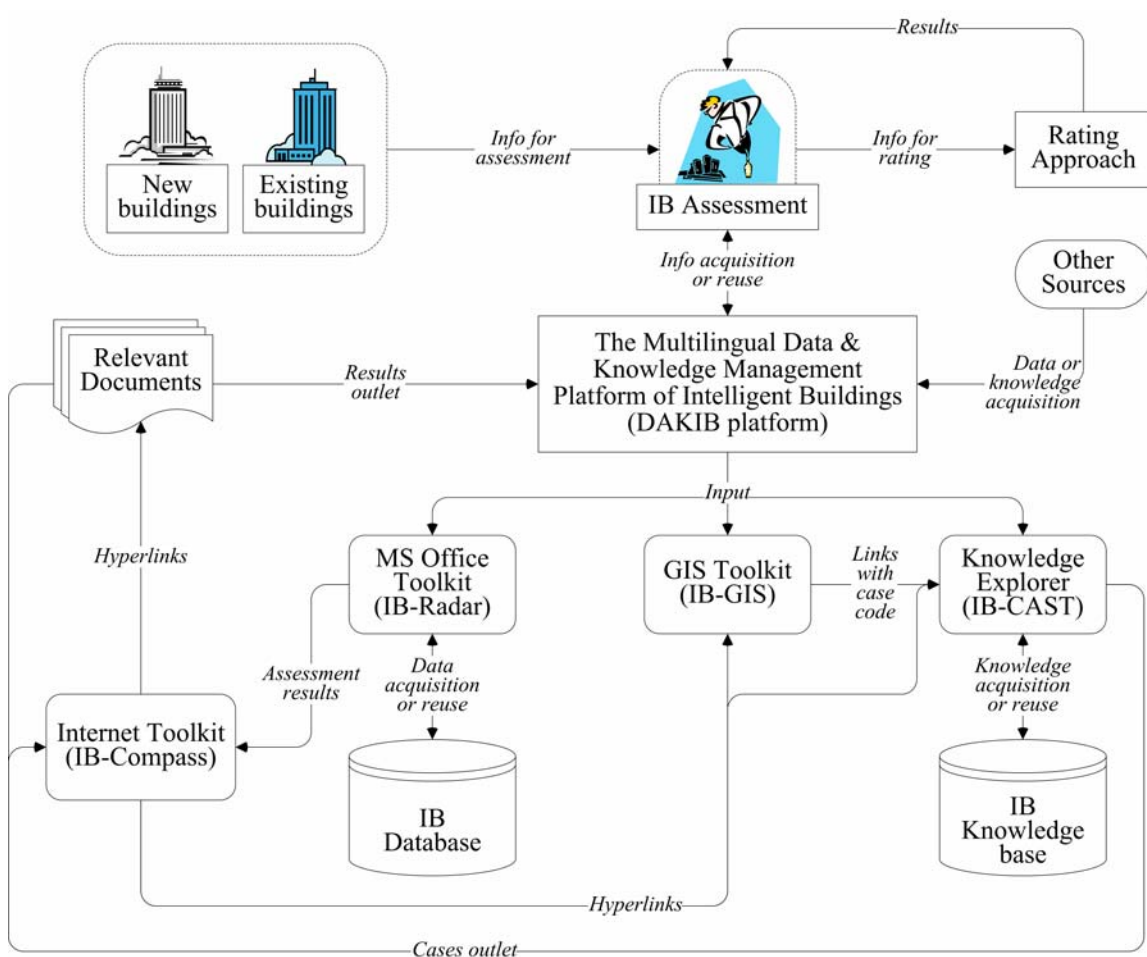 Results
New
buildings
Existing
buildings
Info for
assessment
IB Assessment
Info for
rating
Rating
Approach
Info acquisition
or reuse
Other
Sources
Relevant
Documents
Results
outlet
The Multilingual Data &
Knowledge Management
Platform of Intelligent Buildings
(DAKIB platform)
Data or
knowledge
acquisition
Input
Hyperlinks
MS Office
Toolkit
(IB-Radar)
GIS Toolkit
(IB-GIS)
Links
with
case
code
Knowledge
Explorer
(IB-CAST)
Assessment
results
Data
acquisition
or reuse
Knowledge
acquisition
or reuse
Internet Toolkit
(IB-Compass)
IB
Database
IB
Knowledge
base
Hyperlinks
Cases outlet